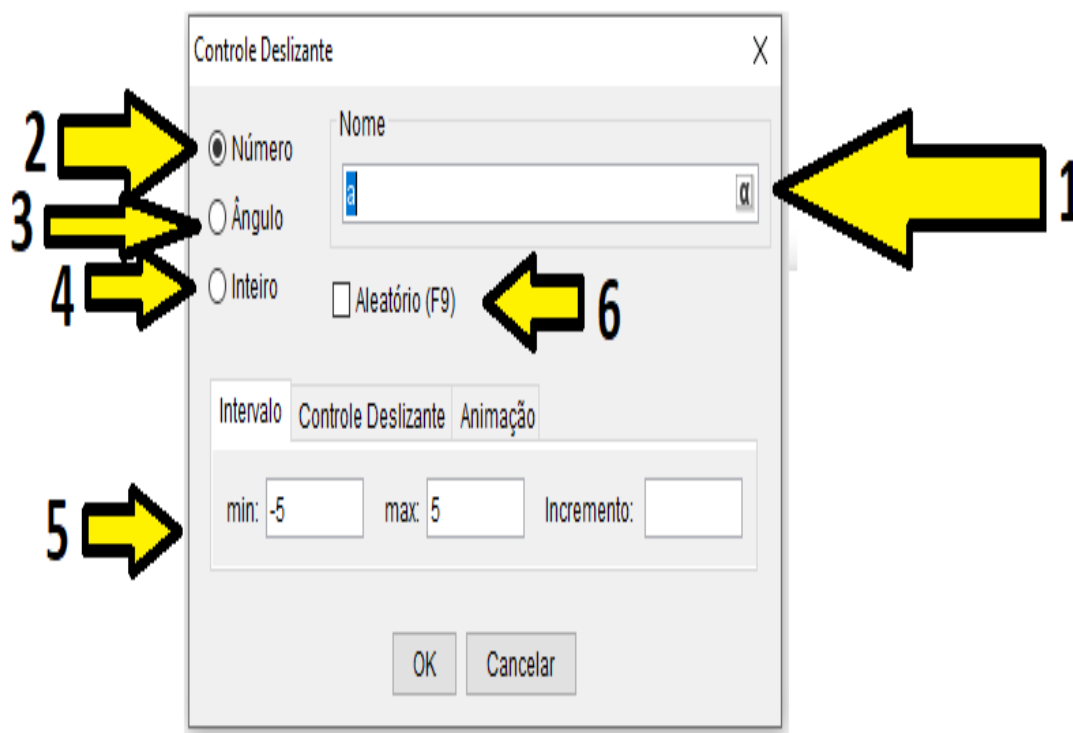 Controle Deslizante
2
Número
Nome
a
α
1
3
Ângulo
4
Inteiro
Aleatório (F9)
6
Intervalo
Controle Deslizante
Animação
5
min: -5
max: 5
Incremento:
OK
Cancelar